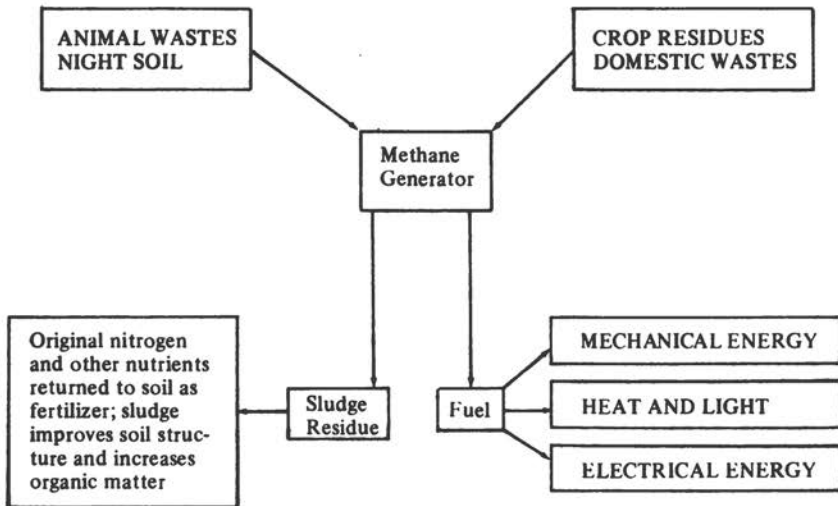 ANIMAL WASTES
NIGHT SOIL
CROP RESIDUES
DOMESTIC WASTES
Methane
Generator
Original nitrogen
and other nutrients
returned to soil as
fertilizer; sludge
improves soil struc-
ture and increases
organic matter
Sludge
Residue
Fuel
MECHANICAL ENERGY
HEAT AND LIGHT
ELECTRICAL ENERGY